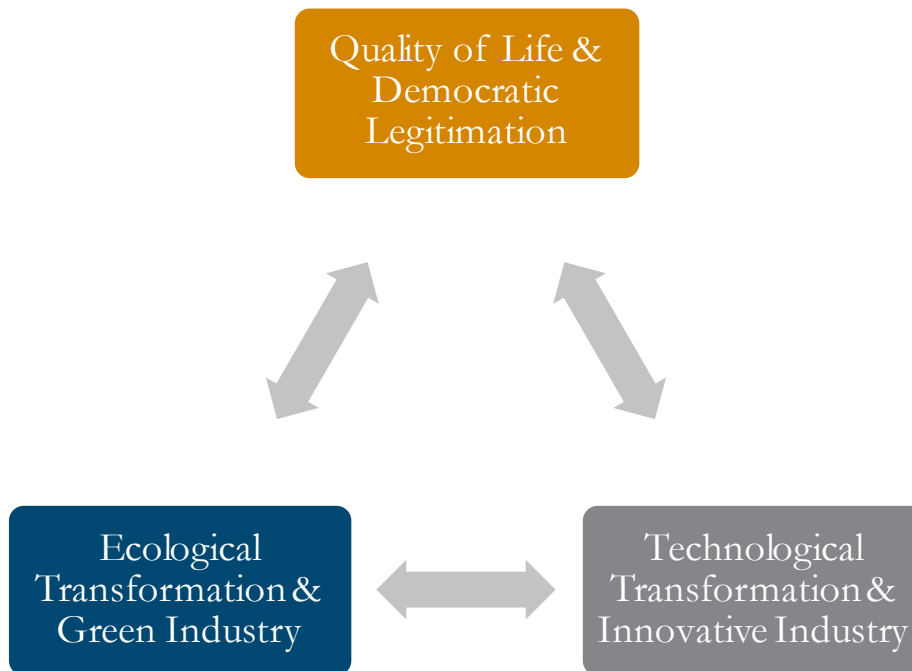 Quality of Life &
Democratic
Legitimation
Ecological
Transformation &
Green Industry
Technological
Transformation &
Innovative Industry